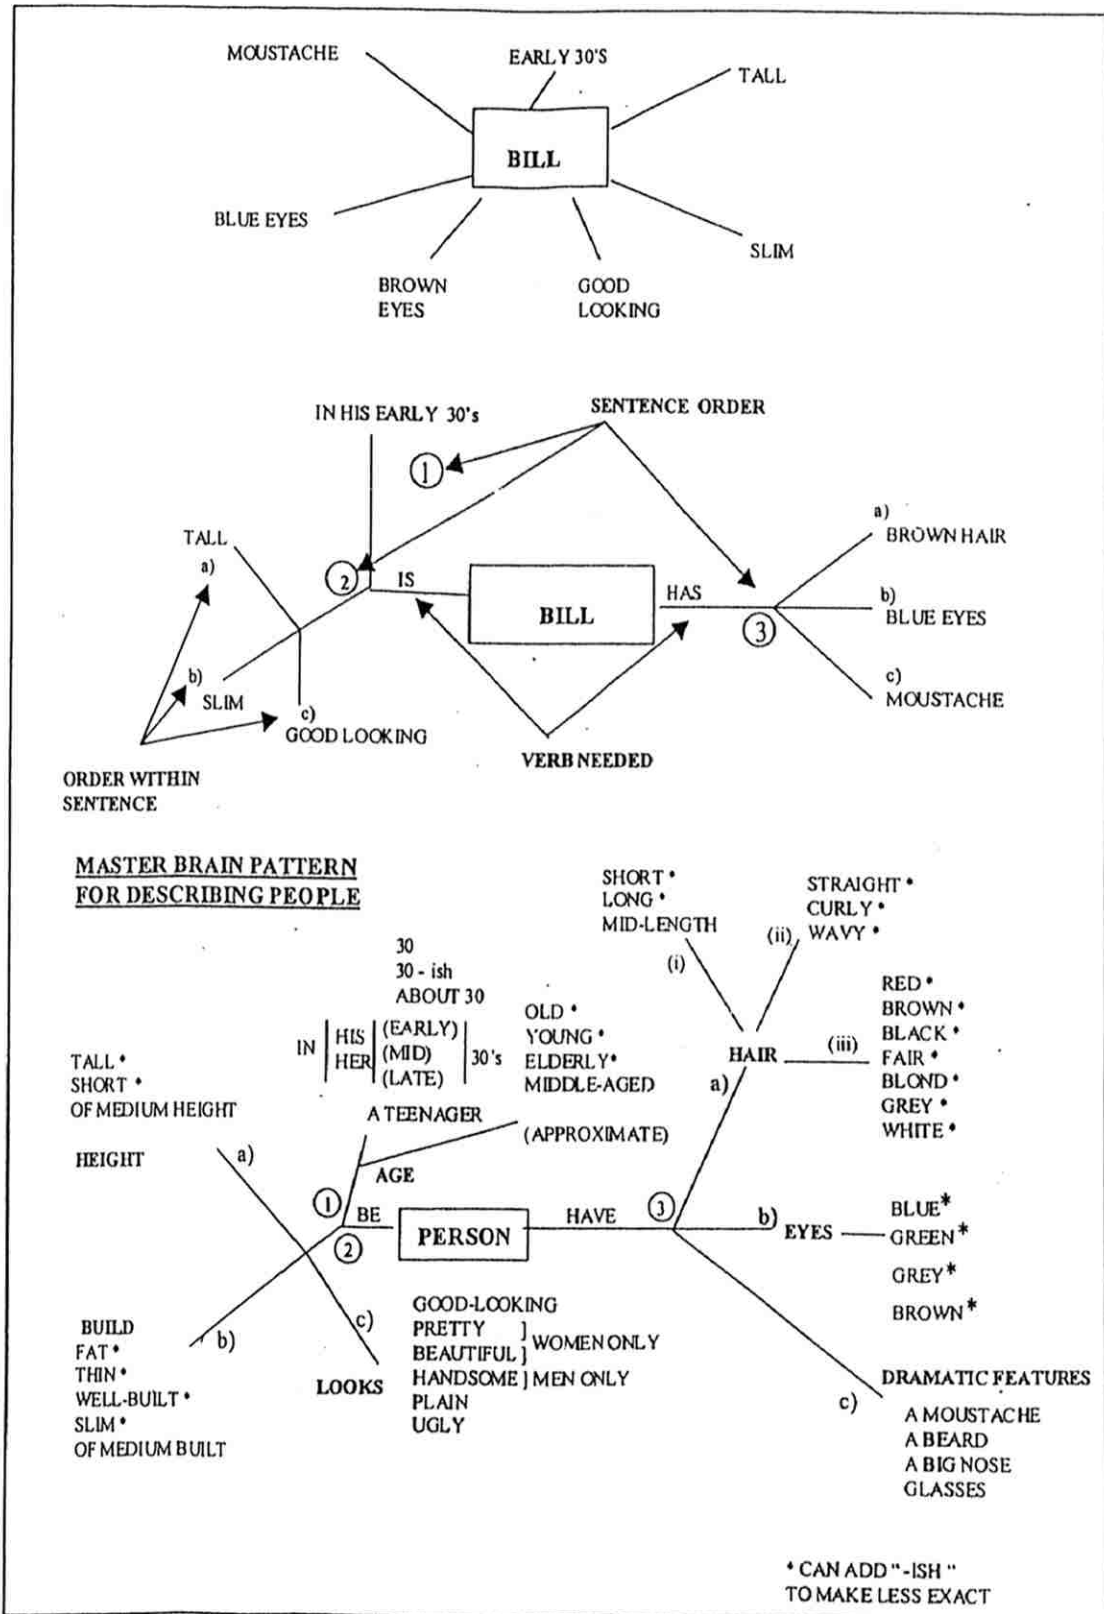 MOUSTACHE
EARLY 30'S
TALL
BILL
BLUE EYES
SLIM
BROWN
EYES
GOOD
LOOKING
IN HIS EARLY 30's
SENTENCE ORDER
1
TALL
a)
2
IS
BILL
HAS
3
a)
BROWN HAIR
b)
BLUE EYES
c)
MOUSTACHE
b)
SLIM
c)
GOOD LOOKING
VERB NEEDED
ORDER WITHIN
SENTENCE
MASTER BRAIN PATTERN
FOR DESCRIBING PEOPLE
SHORT *
LONG *
MID-LENGTH
(i)
STRAIGHT *
CURLY *
WAVY *
(ii)
30
30 - ish
ABOUT 30
IN | HIS HER | (EARLY) (MID) (LATE) | 30's
OLD *
YOUNG *
ELDERLY *
MIDDLE-AGED
(APPROXIMATE)
HAIR
(iii)
RED *
BROWN *
BLACK *
FAIR *
BLOND *
GREY *
WHITE *
TALL *
SHORT *
OF MEDIUM HEIGHT
HEIGHT
a)
A TEENAGER
AGE
1
BE
2
PERSON
HAVE
3
a)
b)
EYES
BLUE*
GREEN*
GREY*
BROWN*
BUILD
FAT *
THIN *
WELL-BUILT *
SLIM *
OF MEDIUM BUILT
b)
c)
LOOKS
GOOD-LOOKING
PRETTY ]
BEAUTIFUL ] WOMEN ONLY
HANDSOME ] MEN ONLY
PLAIN
UGLY
c)
DRAMATIC FEATURES
A MOUSTACHE
A BEARD
A BIG NOSE
GLASSES
* CAN ADD "-ISH "
TO MAKE LESS EXACT